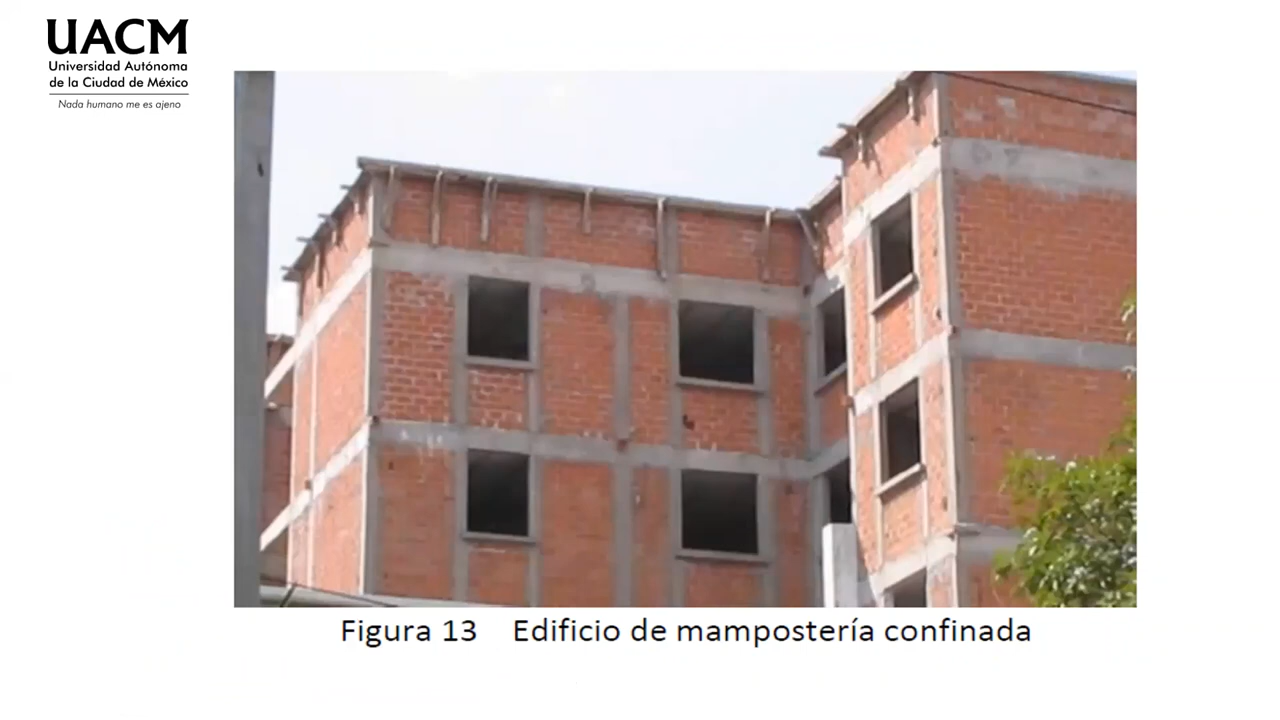 UACM
Universidad Autónoma
de la Ciudad de México
Nada humano me es ajeno
Figura 13 Edificio de mampostería confinada